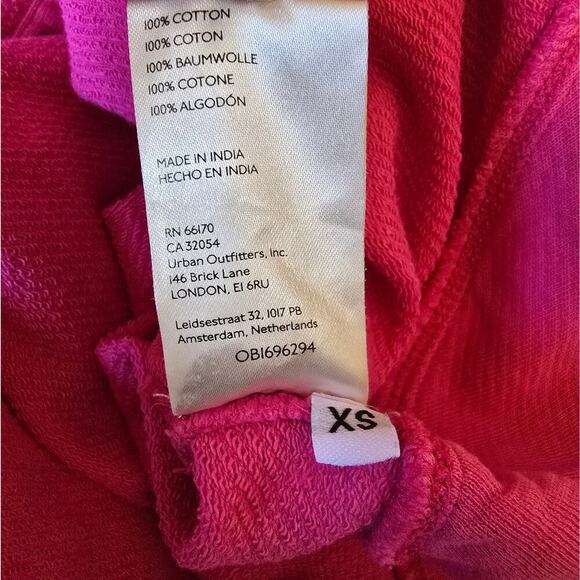 100% COTTON
100% COTON
100% BAUMWOLLE
100% COTONE
100% ALGODÓN
MADE IN INDIA
HECHO EN INDIA
RN 66170
CA 32054
Urban Outfitters, Inc.
146 Brick Lane
LONDON, E1 6RU
Leidsestraat 32, 1017 PB
Amsterdam, Netherlands
OB1696294
XS